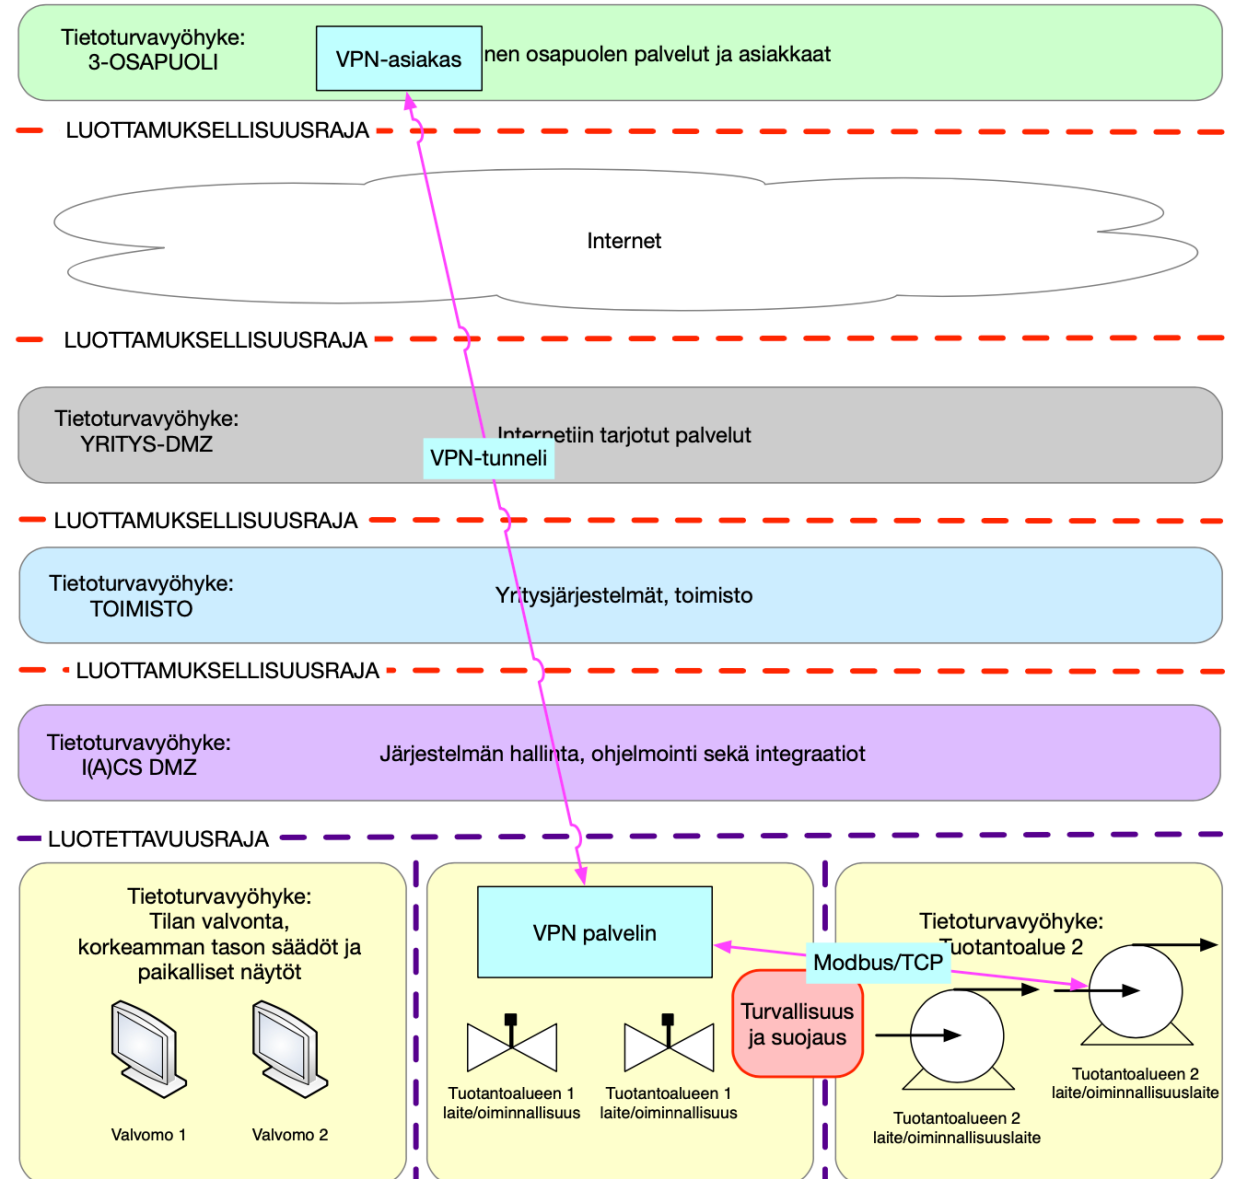 Tietoturvavyöhyke:
3-OSAPUOLI
VPN-asiakas
nen osapuolen palvelut ja asiakkaat
LUOTTAMUKSELLISUUSRAJA
Internet
LUOTTAMUKSELLISUUSRAJA
Tietoturvavyöhyke:
YRITYS-DMZ
Internetiin tarjotut palvelut
VPN-tunneli
LUOTTAMUKSELLISUUSRAJA
Tietoturvavyöhyke:
TOIMISTO
Yritysjärjestelmät, toimisto
LUOTTAMUKSELLISUUSRAJA
Tietoturvavyöhyke:
I(A)CS DMZ
Järjestelmän hallinta, ohjelmointi sekä integraatiot
LUOTETTAVUUSRAJA
Tietoturvavyöhyke:
Tilan valvonta,
korkeamman tason säädöt ja
paikalliset näytöt
Valvomo 1
Valvomo 2
VPN palvelin
Tuotantoalueen 1
laite/oiminnallisuus
Tuotantoalueen 1
laite/oiminnallisuus
Turvallisuus
ja suojaus
Modbus/TCP
Tietoturvavyöhyke:
Tuotantoalue 2
Tuotantoalueen 2
laite/oiminnallisuuslaite
Tuotantoalueen 2
laite/oiminnallisuuslaite